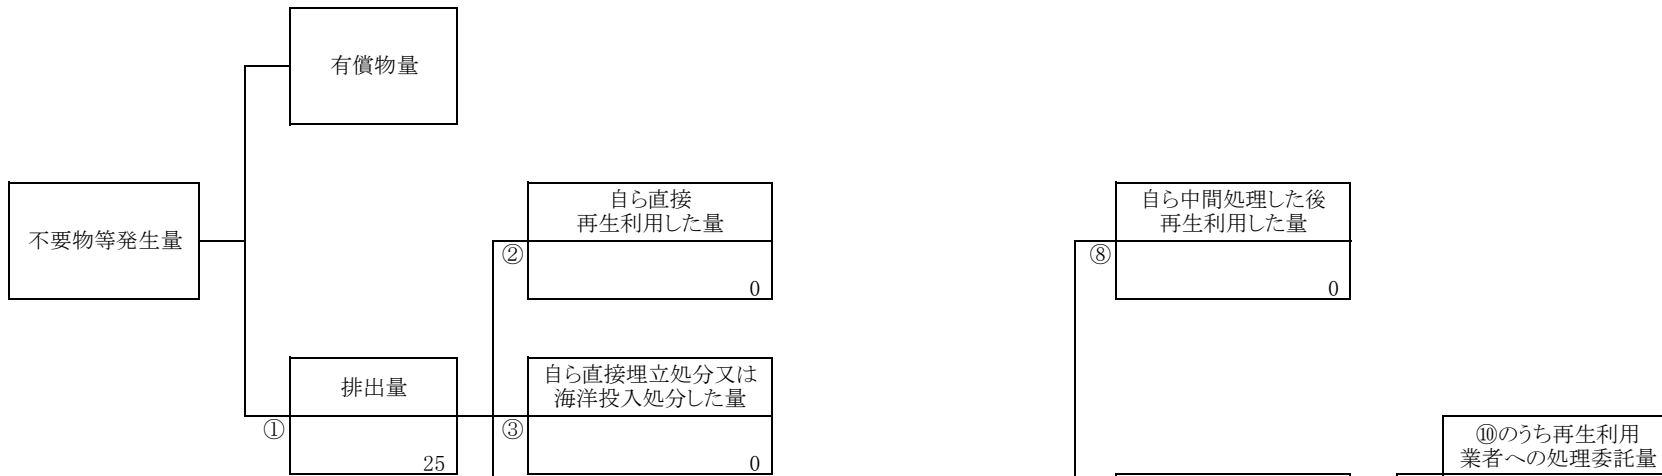 有償物量
不要物等発生量
自ら直接
再生利用した量
②
0
自ら中間処理した後
再生利用した量
⑧
0
排出量
①
25
自ら直接埋立処分又は
海洋投入処分した量
③
0
⑩のうち再生利用
業者への処理委託量